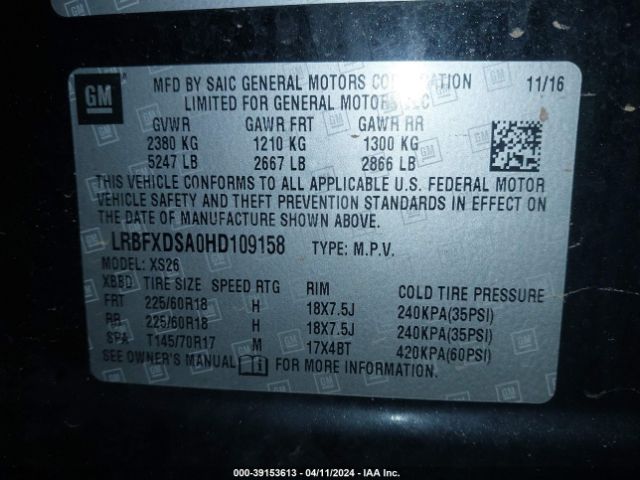 GM
MFD BY SAIC GENERAL MOTORS CORPORATION 11/16
LIMITED FOR GENERAL MOTORS LLC
GVWR GAWR FRT GAWR RR
2380 KG 1210 KG 1300 KG
5247 LB 2667 LB 2866 LB
THIS VEHICLE CONFORMS TO ALL APPLICABLE U.S. FEDERAL MOTOR
VEHICLE SAFETY AND THEFT PREVENTION STANDARDS IN EFFECT ON
THE DATE OF MANUFACTURE SHOWN ABOVE.
LRBFXDSA0HD109158 TYPE: M.P.V.
MODEL: XS26
XBBD TIRE SIZE SPEED RTG RIM COLD TIRE PRESSURE
FRT 225/60R18 H 18X7.5J 240KPA(35PSI)
RR 225/60R18 H 18X7.5J 240KPA(35PSI)
SPA T145/70R17 M 17X4BT 420KPA(60PSI)
SEE OWNER'S MANUAL FOR MORE INFORMATION.
000-39153613 - 04/11/2024 - IAA Inc.